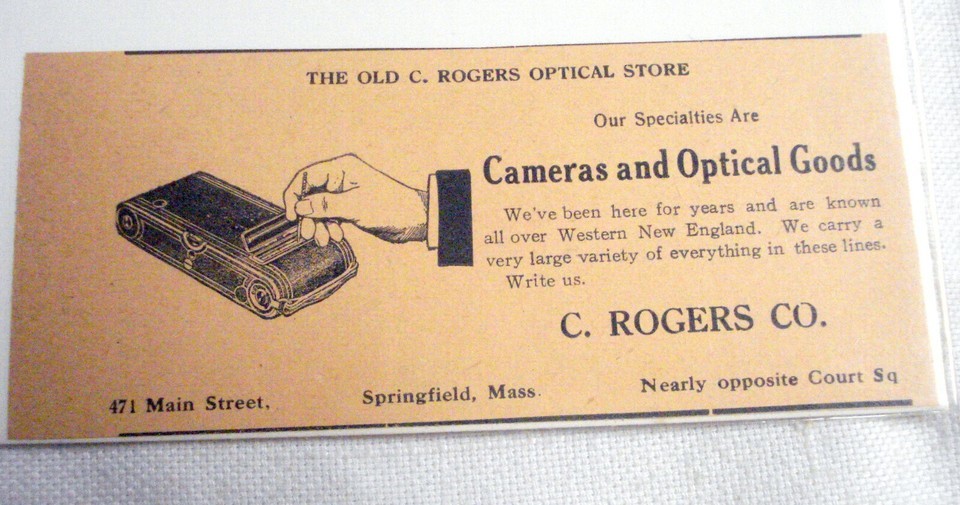 THE OLD C. ROGERS OPTICAL STORE
Our Specialties Are
Cameras and Optical Goods
We've been here for years and are known
all over Western New England. We carry a
very large variety of everything in these lines.
Write us.
C. ROGERS CO.
471 Main Street, Springfield, Mass. Nearly opposite Court Sq